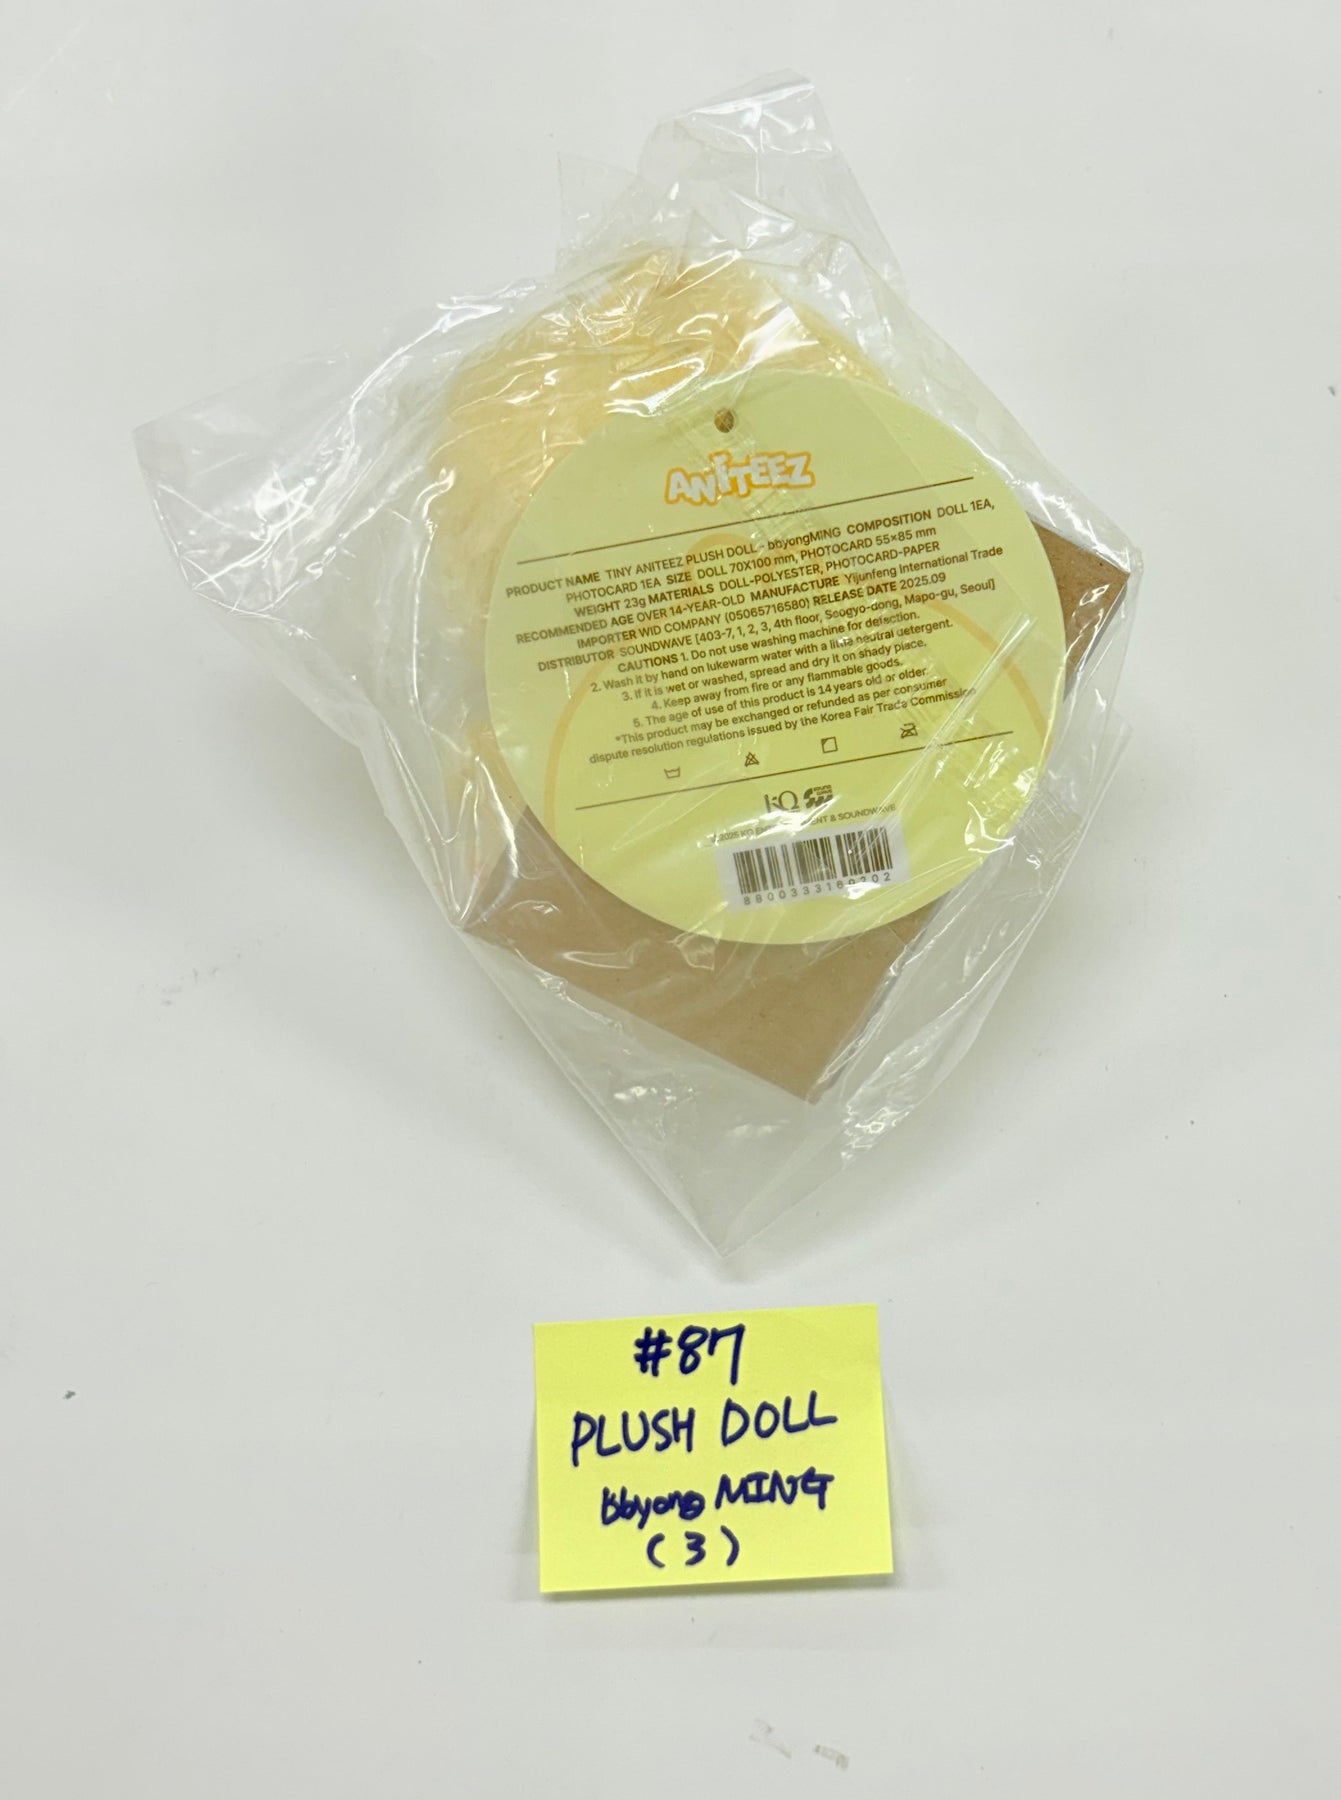 ANITEEZ
PRODUCT NAME TINY ANITEEZ PLUSH DOLL - bbyongMING COMPOSITION DOLL 1EA,
PHOTOCARD 1EA SIZE DOLL 70X100 mm, PHOTOCARD 55×85 mm
WEIGHT 23g MATERIALS DOLL-POLYESTER, PHOTOCARD-PAPER
RECOMMENDED AGE OVER 14-YEAR-OLD MANUFACTURE Yijunfeng International Trade
IMPORTER WID COMPANY (05065716580) RELEASE DATE 2025.09
DISTRIBUTOR SOUNDWAVE [403-7, 1, 2, 3, 4th floor, Seogyo-dong, Mapo-gu, Seoul]
CAUTIONS 1. Do not use washing machine for defection.
2. Wash it by hand on lukewarm water with a little neutral detergent.
3. If it is wet or washed, spread and dry it on shady place.
4. Keep away from fire or any flammable goods.
5. The age of use of this product is 14 years old or older.
*This product may be exchanged or refunded as per consumer
dispute resolution regulations issued by the Korea Fair Trade Commission
KQ SOUND WAVE
2025 KQ & SOUNDWAVE
#87
PLUSH DOLL
bbyong MING
(3)